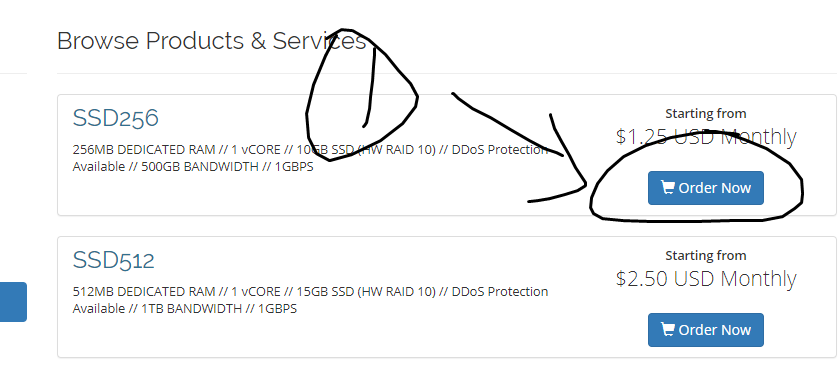 Browse Products & Services
SSD256
256MB DEDICATED RAM // 1 vCORE // 10GB SSD (HW RAID 10) // DDoS Protection
Available // 500GB BANDWIDTH // 1GBPS
Starting from
$1.25 USD Monthly
Order Now
SSD512
512MB DEDICATED RAM // 1 vCORE // 15GB SSD (HW RAID 10) // DDoS Protection
Available // 1TB BANDWIDTH // 1GBPS
Starting from
$2.50 USD Monthly
Order Now